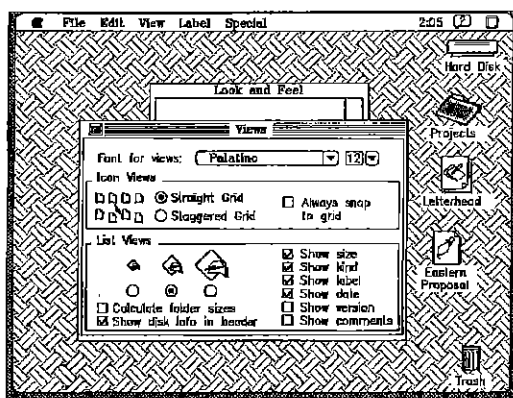 File Edit View Label Special 2:05
Hard Disk
Look and Feel
Projects
Views
Font for views: Palatino 12
Icon Views
Straight Grid
Staggered Grid
Always snap
to grid
Letterhead
List Views
Show size
Show kind
Show label
Show date
Show version
Show comments
Calculate folder sizes
Show disk info in header
Eastern
Proposal
Trash